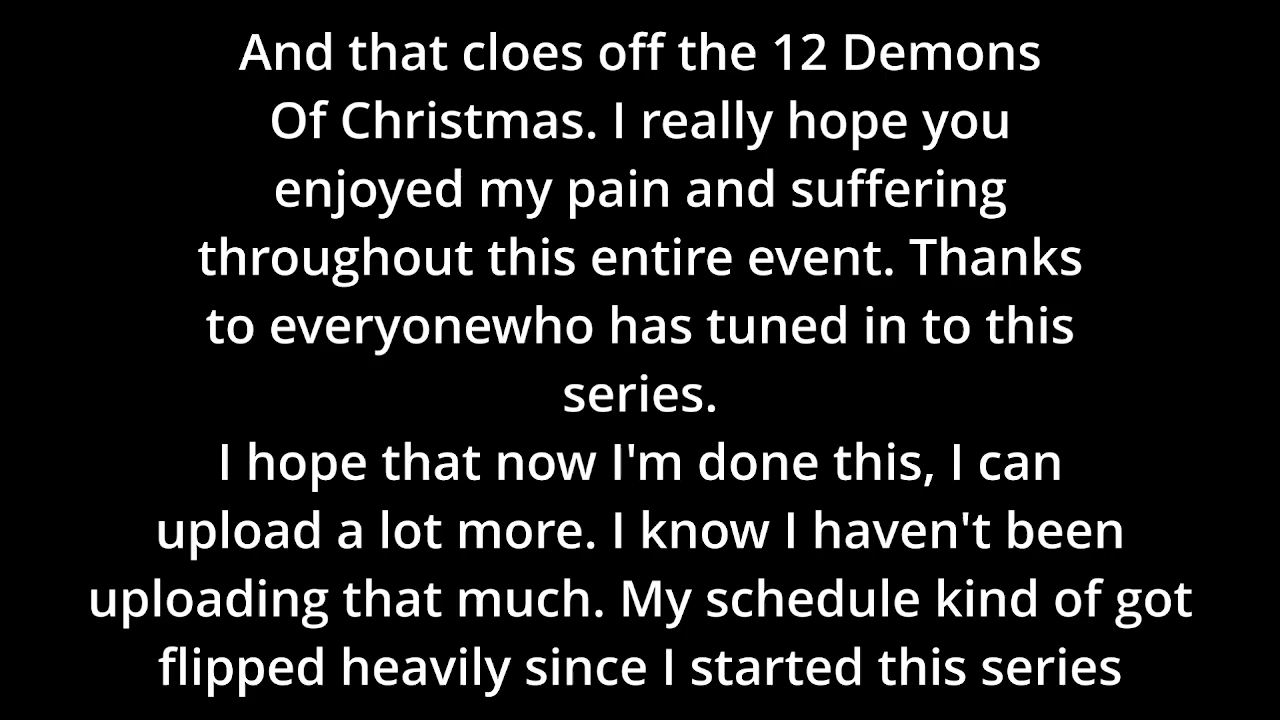 And that cloes off the 12 Demons
Of Christmas. I really hope you
enjoyed my pain and suffering
throughout this entire event. Thanks
to everyonewho has tuned in to this
series.
I hope that now I'm done this, I can
upload a lot more. I know I haven't been
uploading that much. My schedule kind of got
flipped heavily since I started this series